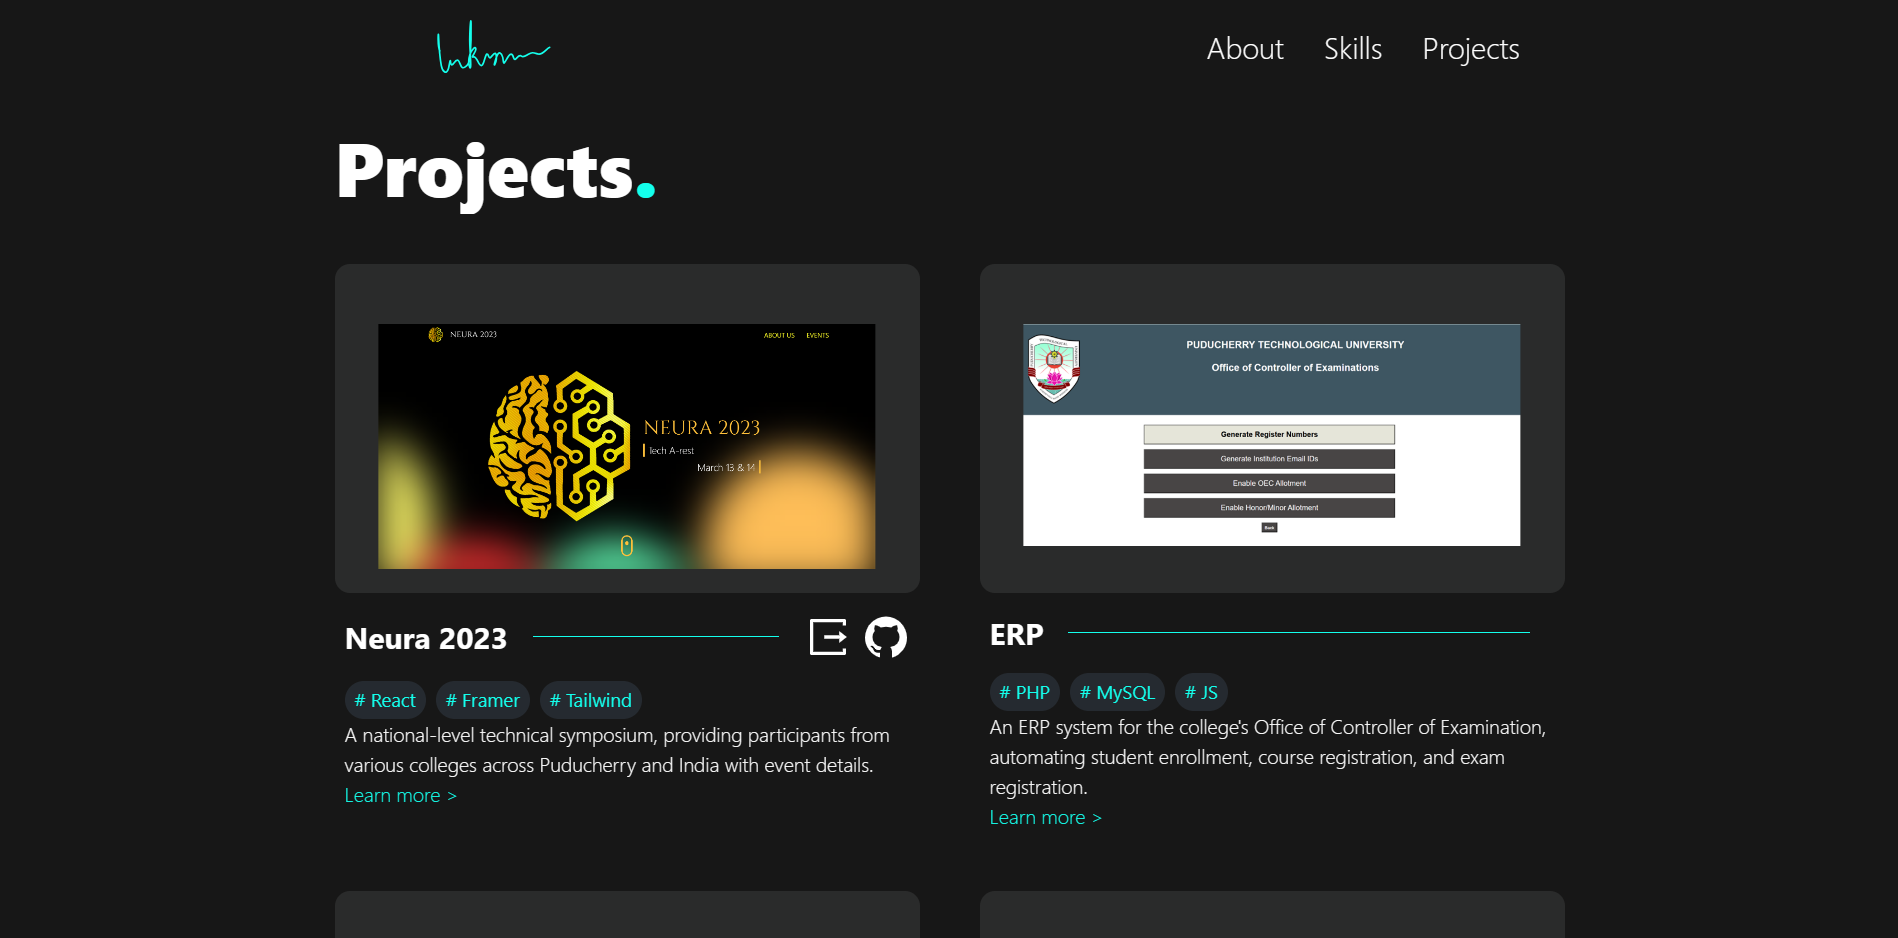 About Skills Projects
Projects.
NEURA 2023
ABOUT US EVENTS
NEURA 2023
Tech A-rest
March 13 & 14
PUDUCHERRY TECHNOLOGICAL UNIVERSITY
Office of Controller of Examinations
Generate Register Numbers
Generate Institution Email IDs
Enable OEC Allotment
Enable Honor/Minor Allotment
Back
Neura 2023
# React # Framer # Tailwind
A national-level technical symposium, providing participants from
various colleges across Puducherry and India with event details.
Learn more >
ERP
# PHP # MySQL # JS
An ERP system for the college's Office of Controller of Examination,
automating student enrollment, course registration, and exam
registration.
Learn more >